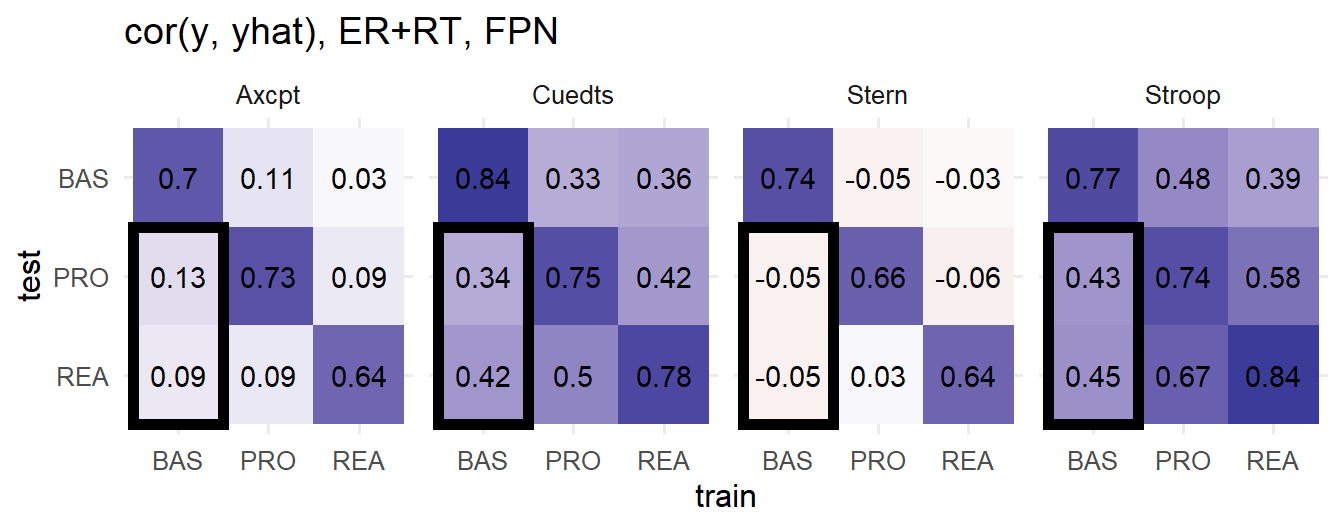 cor(y, yhat), ER+RT, FPN
Axcpt Cuedts Stern Stroop
BAS 0.7 0.11 0.03 0.84 0.33 0.36 0.74 -0.05 -0.03 0.77 0.48 0.39
test
PRO 0.13 0.73 0.09 0.34 0.75 0.42 -0.05 0.66 -0.06 0.43 0.74 0.58
REA 0.09 0.09 0.64 0.42 0.5 0.78 -0.05 0.03 0.64 0.45 0.67 0.84
BAS PRO REA BAS PRO REA BAS PRO REA BAS PRO REA
train